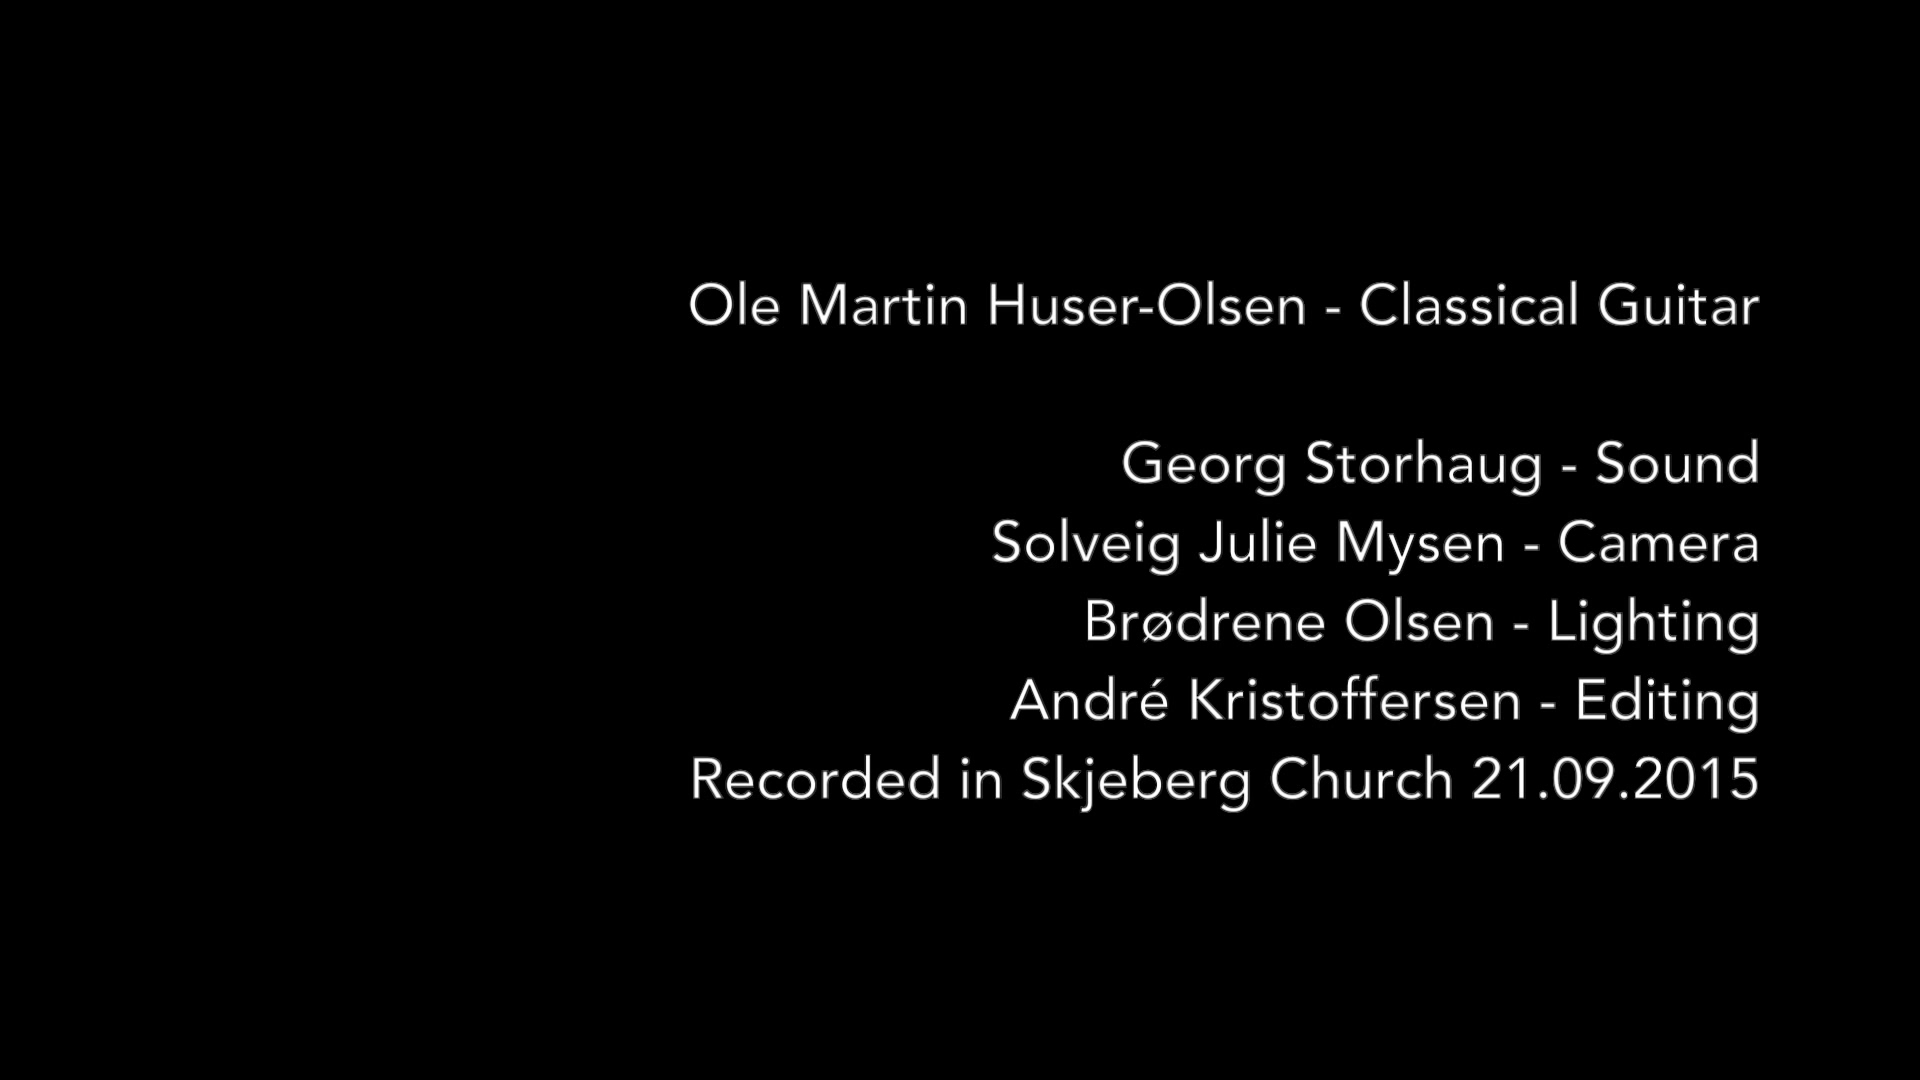 Ole Martin Huser-Olsen - Classical Guitar
Georg Storhaug - Sound
Solveig Julie Mysen - Camera
Brødrene Olsen - Lighting
André Kristoffersen - Editing
Recorded in Skjeberg Church 21.09.2015